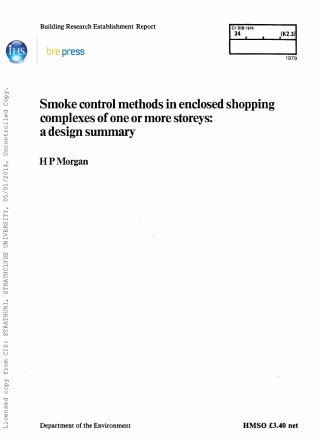 Building Research Establishment Report
CI SfB 1976
34
(K2.3)
1979
IHS
bre press
Smoke control methods in enclosed shopping
complexes of one or more storeys:
a design summary
H P Morgan
Licensed copy from CIS: STRATHUNI, STRATHCLYDE UNIVERSITY, 05/01/2014, Uncontrolled Copy.
Department of the Environment
HMSO £3.40 net